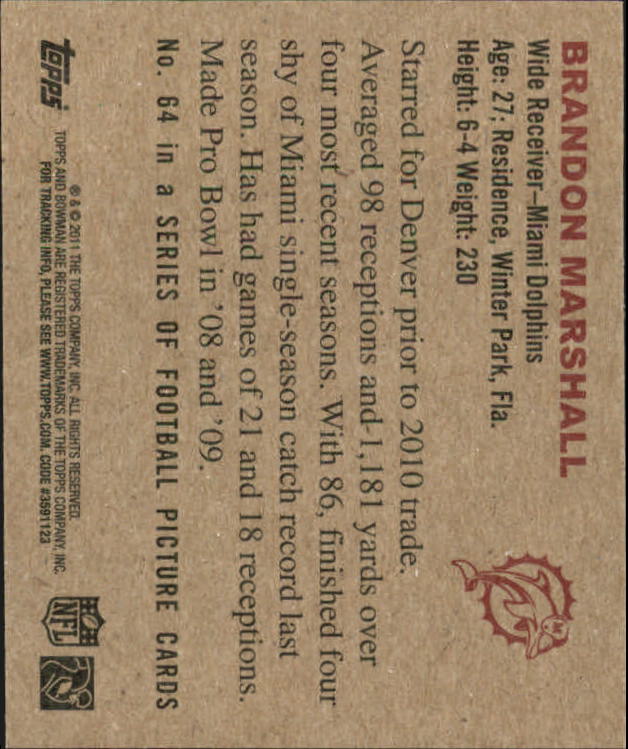 BRANDON MARSHALL
Wide Receiver–Miami Dolphins
Age: 27; Residence, Winter Park, Fla.
Height: 6-4 Weight: 230
Starred for Denver prior to 2010 trade.
Averaged 98 receptions and 1,181 yards over
four most recent seasons. With 86, finished four
shy of Miami single-season catch record last
season. Has had games of 21 and 18 receptions.
Made Pro Bowl in ’08 and ’09.
No. 64 in a SERIES OF FOOTBALL PICTURE CARDS
topps
® & © 2011 THE TOPPS COMPANY, INC. ALL RIGHTS RESERVED.
TOPPS AND BOWMAN ARE REGISTERED TRADEMARKS OF THE TOPPS COMPANY, INC.
FOR TRACKING INFO, PLEASE SEE WWW.TOPPS.COM. CODE #3591123
NFL